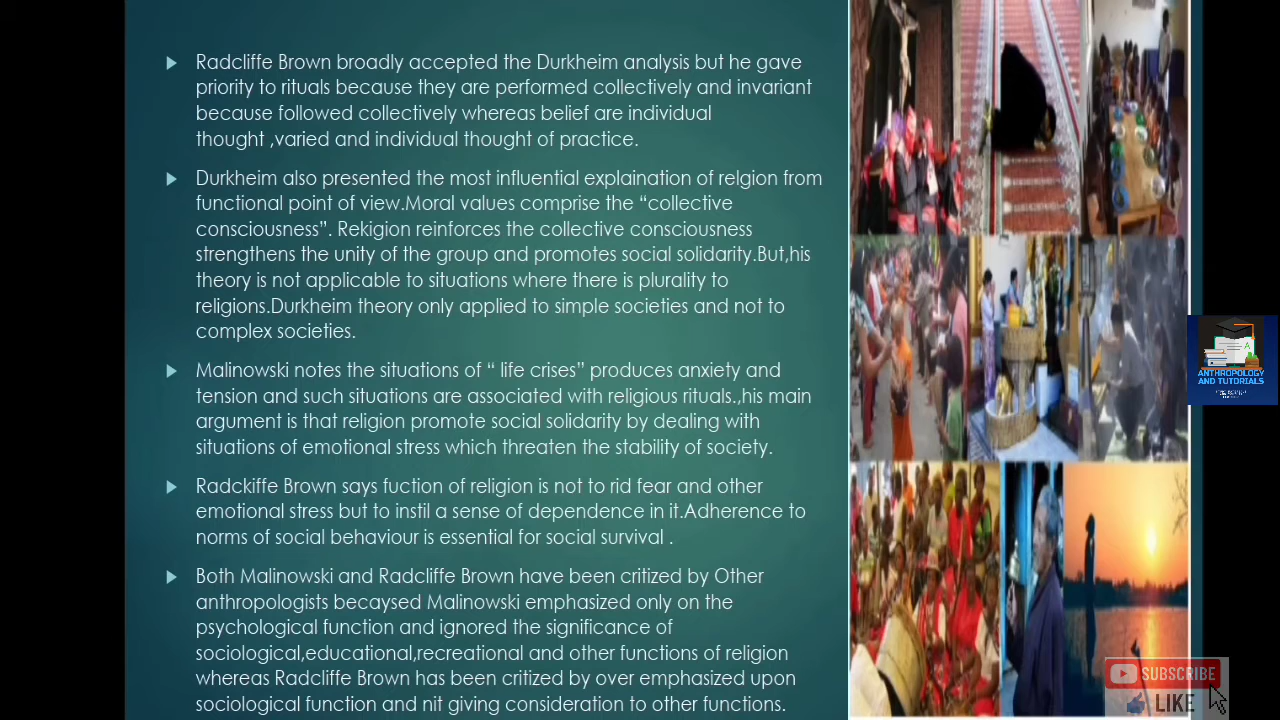 Radcliffe Brown broadly accepted the Durkheim analysis but he gave
priority to rituals because they are performed collectively and invariant
because followed collectively whereas belief are individual
thought ,varied and individual thought of practice.
Durkheim also presented the most influential explaination of relgion from
functional point of view.Moral values comprise the “collective
consciousness”. Rekigion reinforces the collective consciousness
strengthens the unity of the group and promotes social solidarity.But,his
theory is not applicable to situations where there is plurality to
religions.Durkheim theory only applied to simple societies and not to
complex societies.
Malinowski notes the situations of “ life crises” produces anxiety and
tension and such situations are associated with religious rituals.,his main
argument is that religion promote social solidarity by dealing with
situations of emotional stress which threaten the stability of society.
Radckiffe Brown says fuction of religion is not to rid fear and other
emotional stress but to instil a sense of dependence in it.Adherence to
norms of social behaviour is essential for social survival .
Both Malinowski and Radcliffe Brown have been critized by Other
anthropologists becaysed Malinowski emphasized only on the
psychological function and ignored the significance of
sociological,educational,recreational and other functions of religion
whereas Radcliffe Brown has been critized by over emphasized upon
sociological function and nit giving consideration to other functions.
ANTHROPOLOGY
AND TUTORIALS
SUBSCRIBE
LIKE